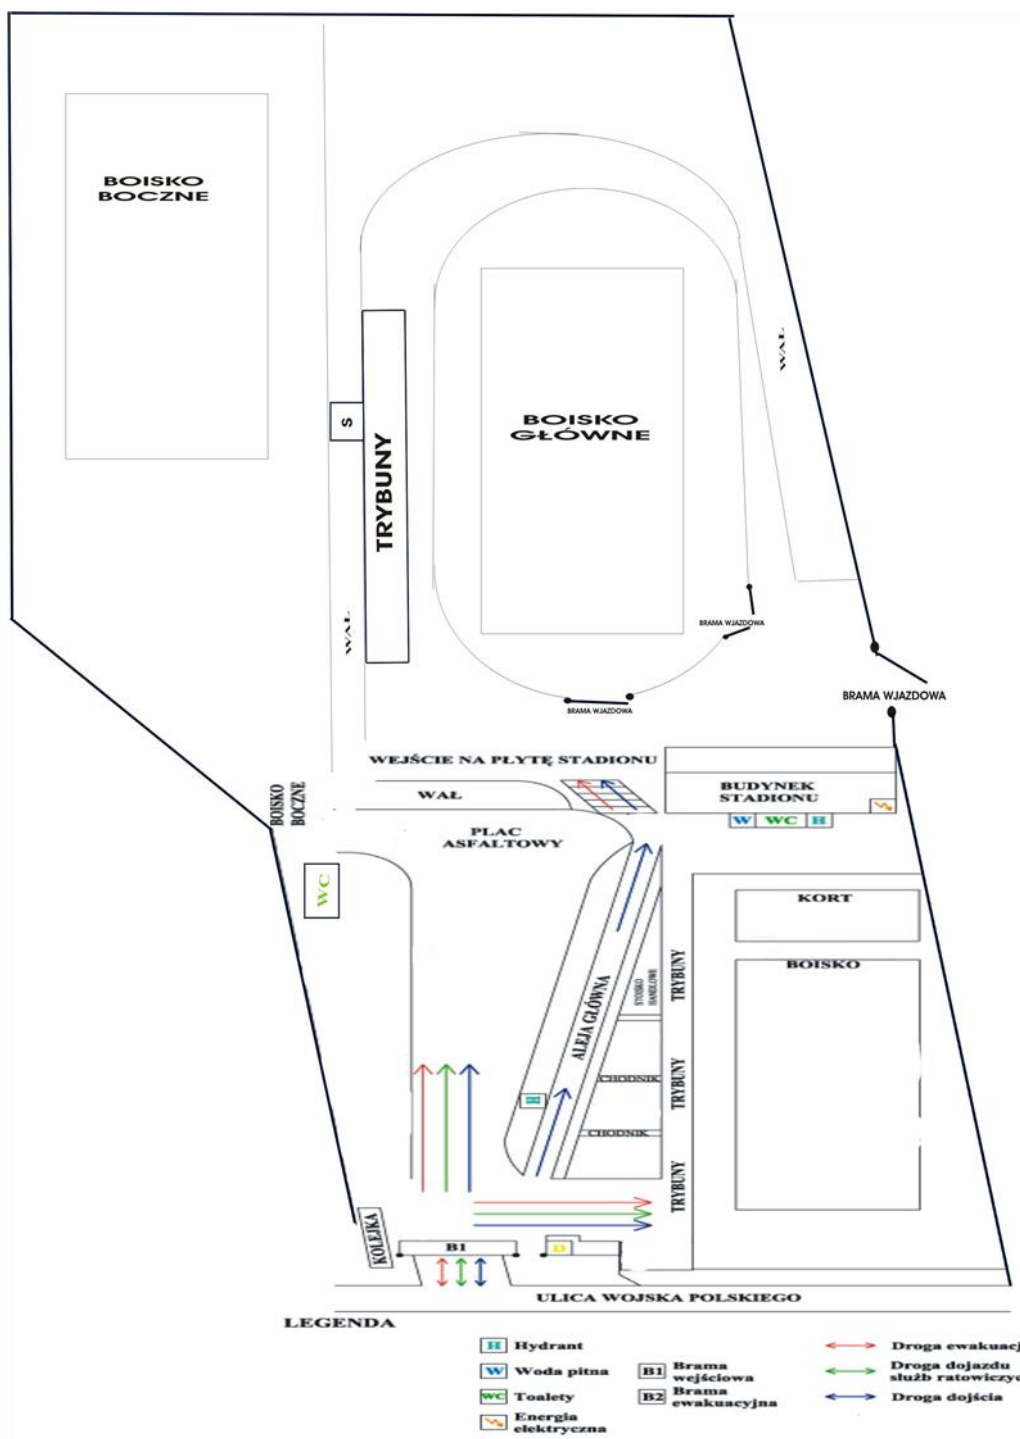 BOISKO
BOCZNE
WAŁ
BOISKO
GŁÓWNE
S
TRYBUNY
WAŁ
BRAMA WJAZDOWA
BRAMA WJAZDOWA
BRAMA WJAZDOWA
WEJŚCIE NA PŁYTĘ STADIONU
BOISKO
BOCZNE
WAŁ
BUDYNEK
STADIONU
W
WC
H
PLAC
ASFALTOWY
WC
KORT
BOISKO
TRYBUNY
STOISKO
HANDLOWE
ALEJA GŁÓWNA
CHODNIK
TRYBUNY
H
CHODNIK
TRYBUNY
KOLEJKA
B1
D
ULICA WOJSKA POLSKIEGO
LEGENDA
H Hydrant
W Woda pitna
WC Toalety
Energia
elektryczna
B1 Brama
wejściowa
B2 Brama
ewakuacyjna
Droga ewakuacj
Droga dojazdu
służb ratowiczyc
Droga dojścia